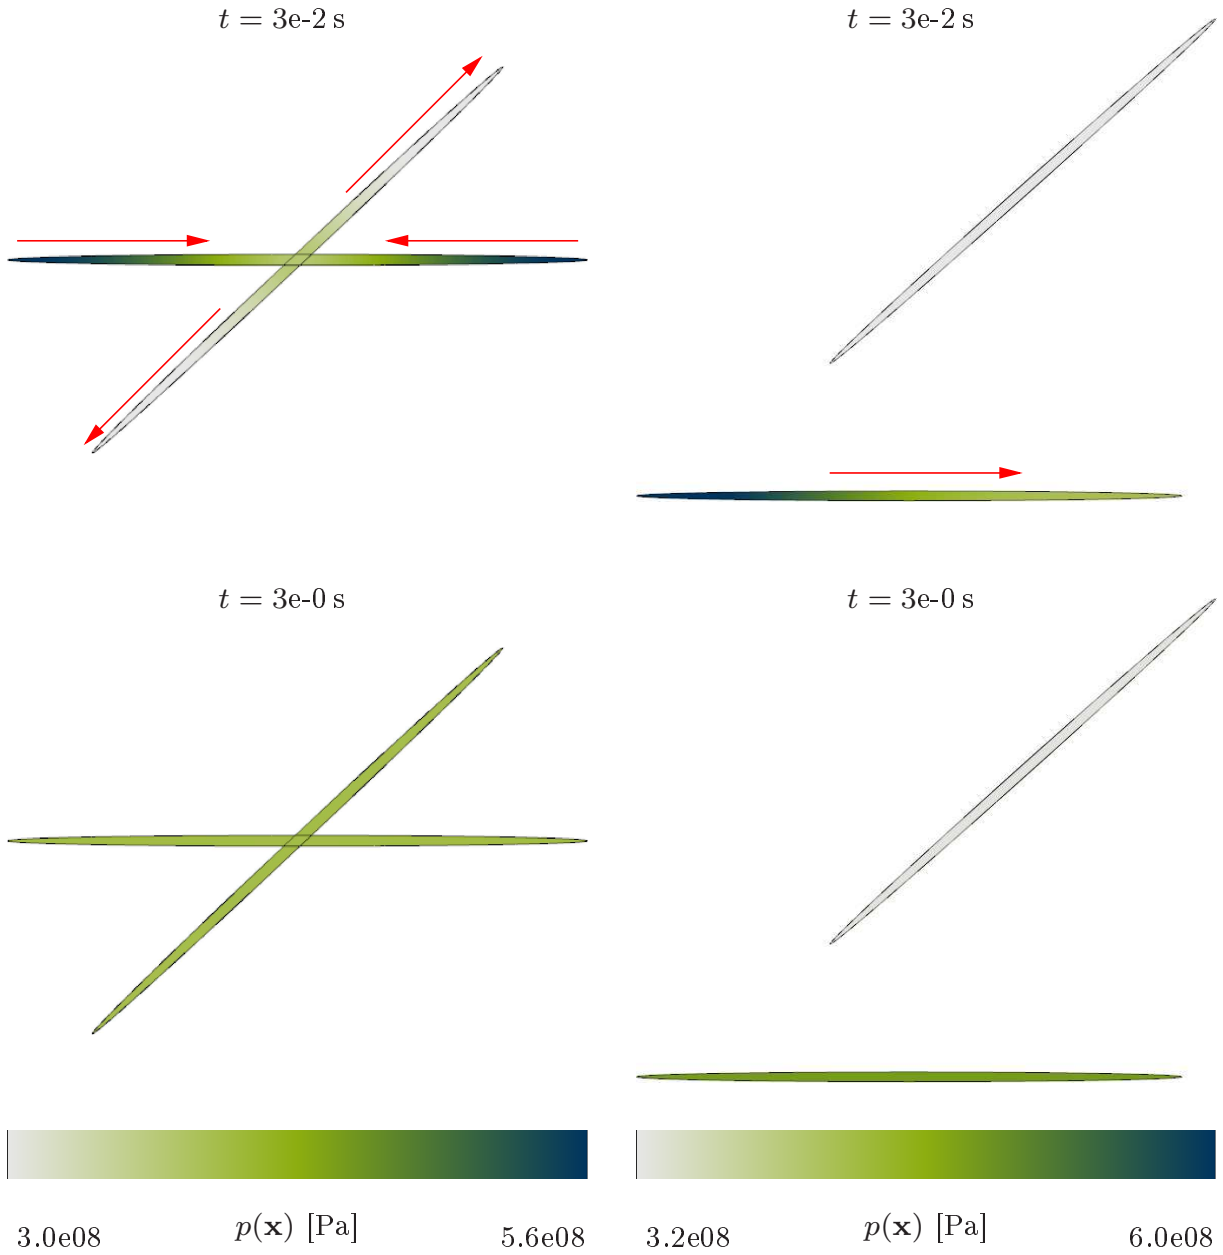 t = 3e-2 s
t = 3e-2 s
t = 3e-0 s
t = 3e-0 s
3.0e08 p(x) [Pa] 5.6e08
3.2e08 p(x) [Pa] 6.0e08